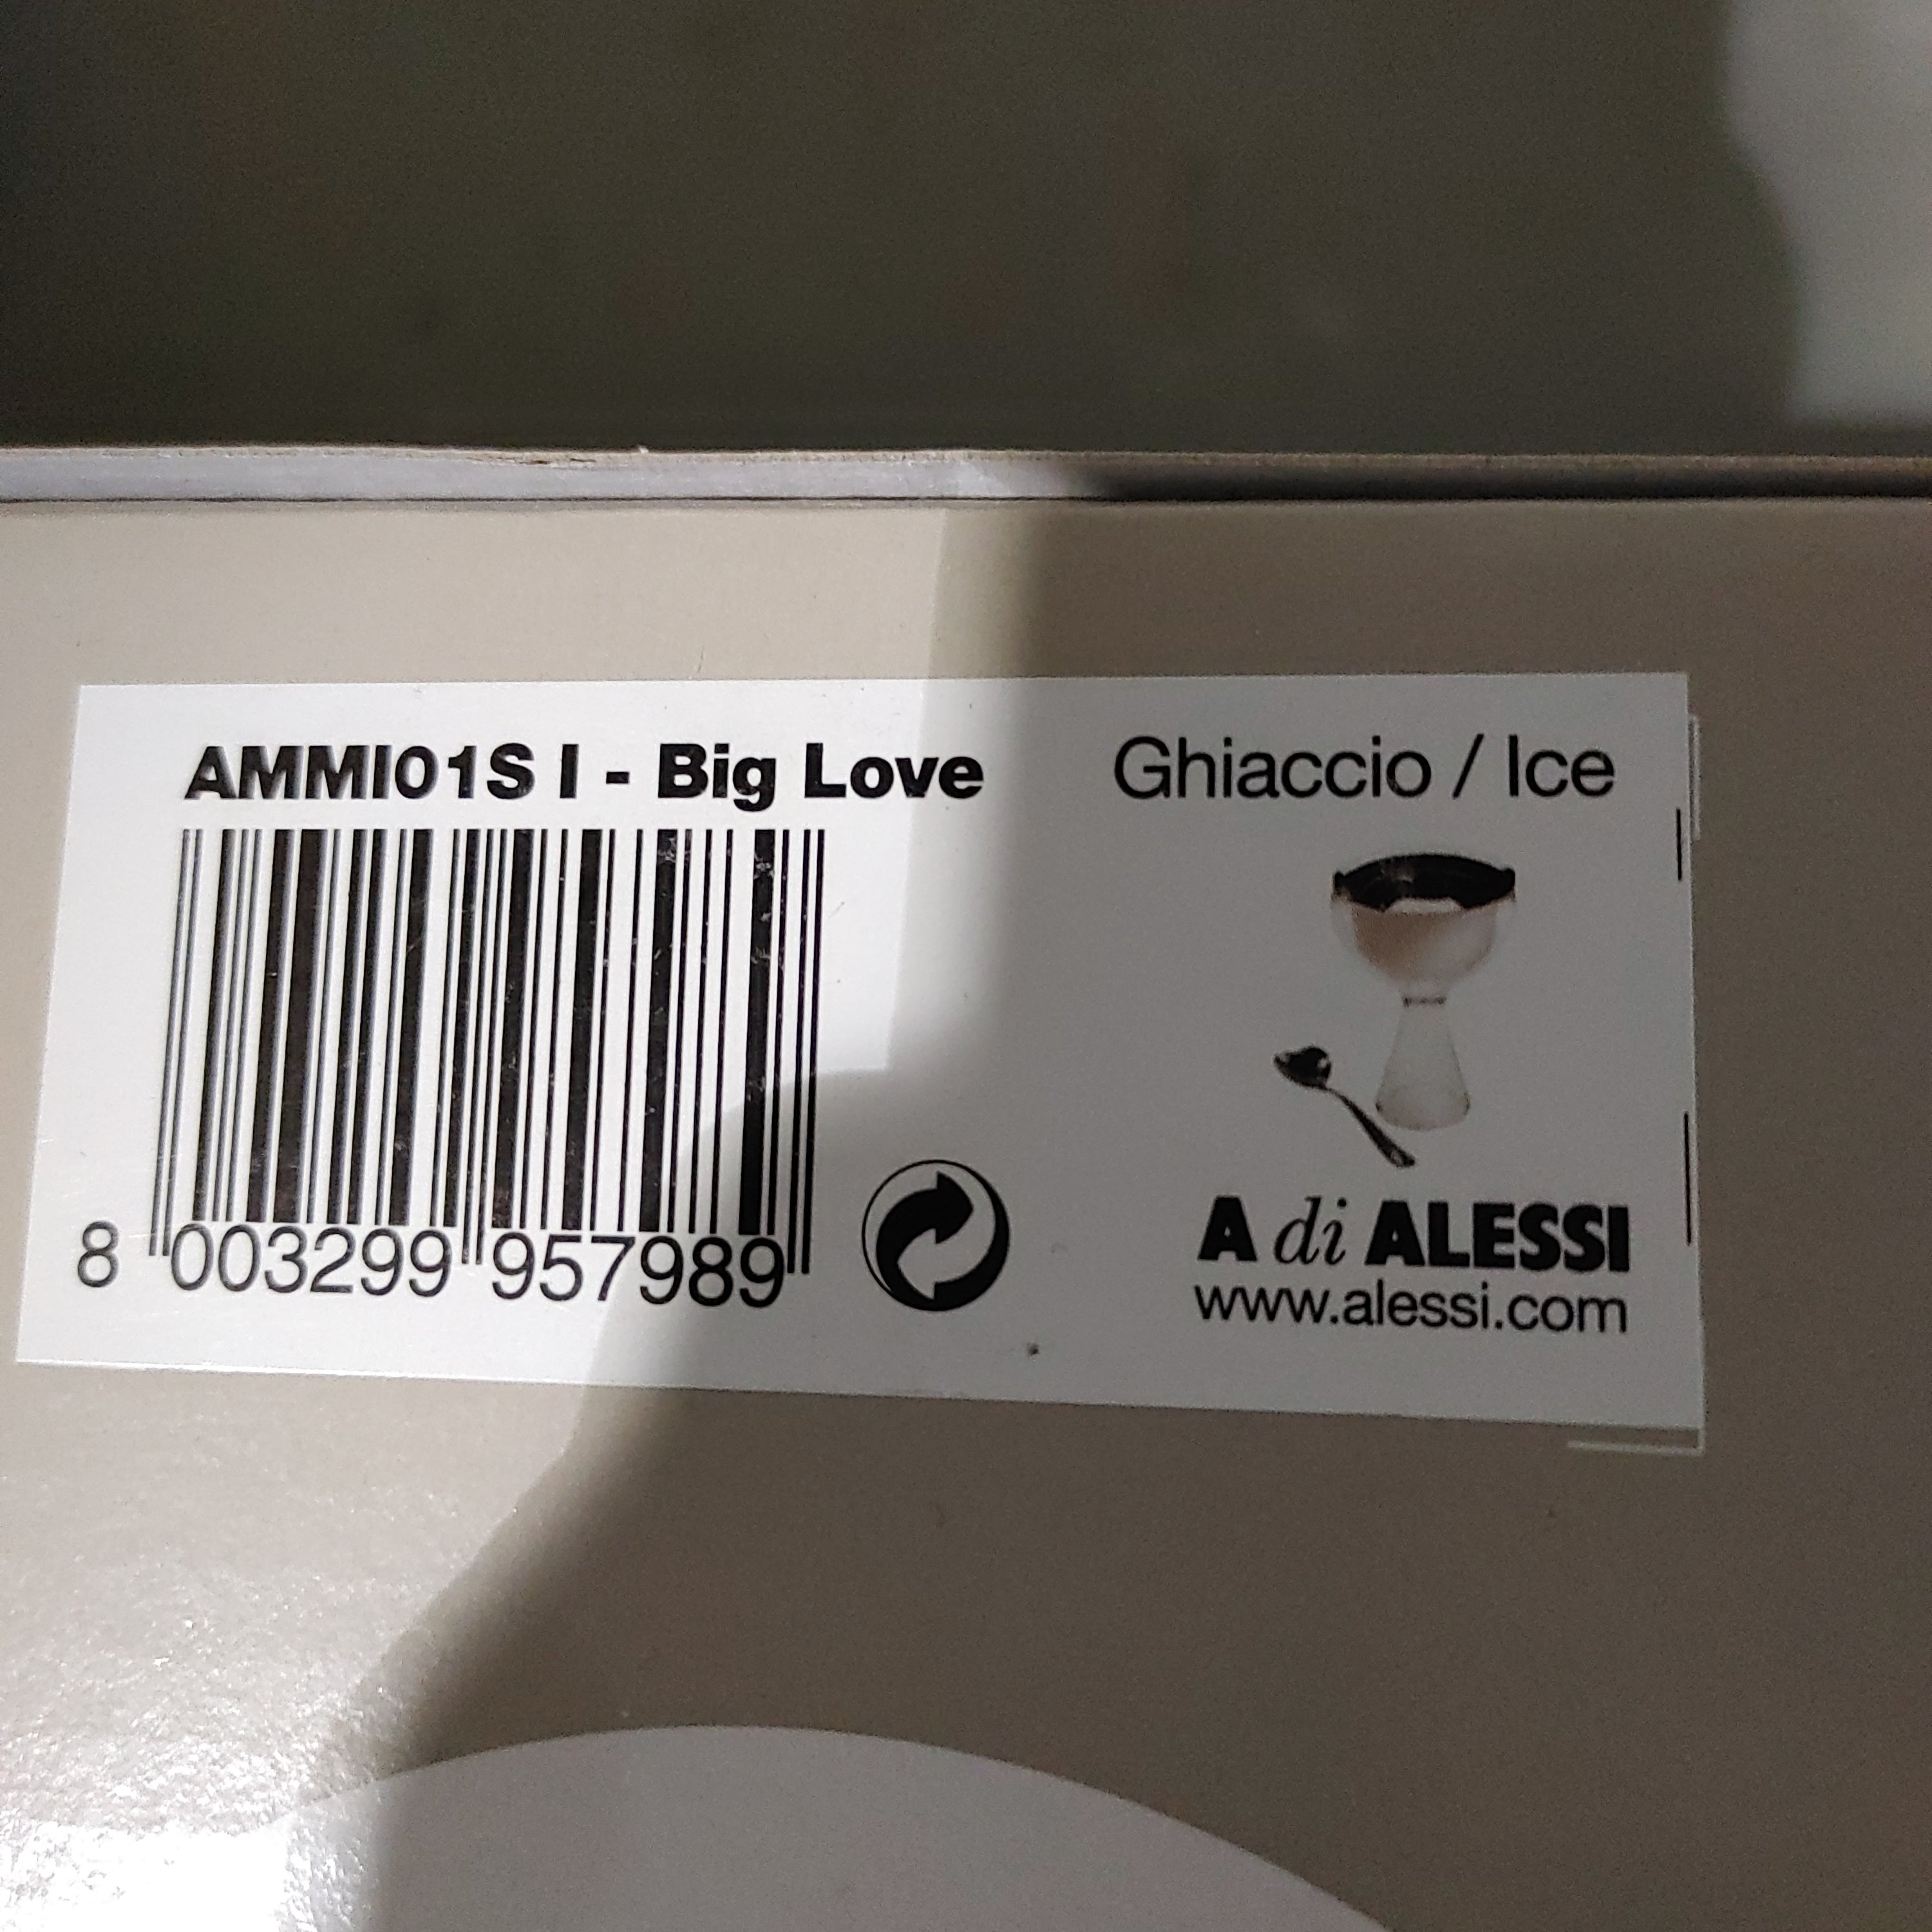 AMMI01S I - Big Love
Ghiaccio / Ice
8 003299 957989
A di ALESSI
www.alessi.com